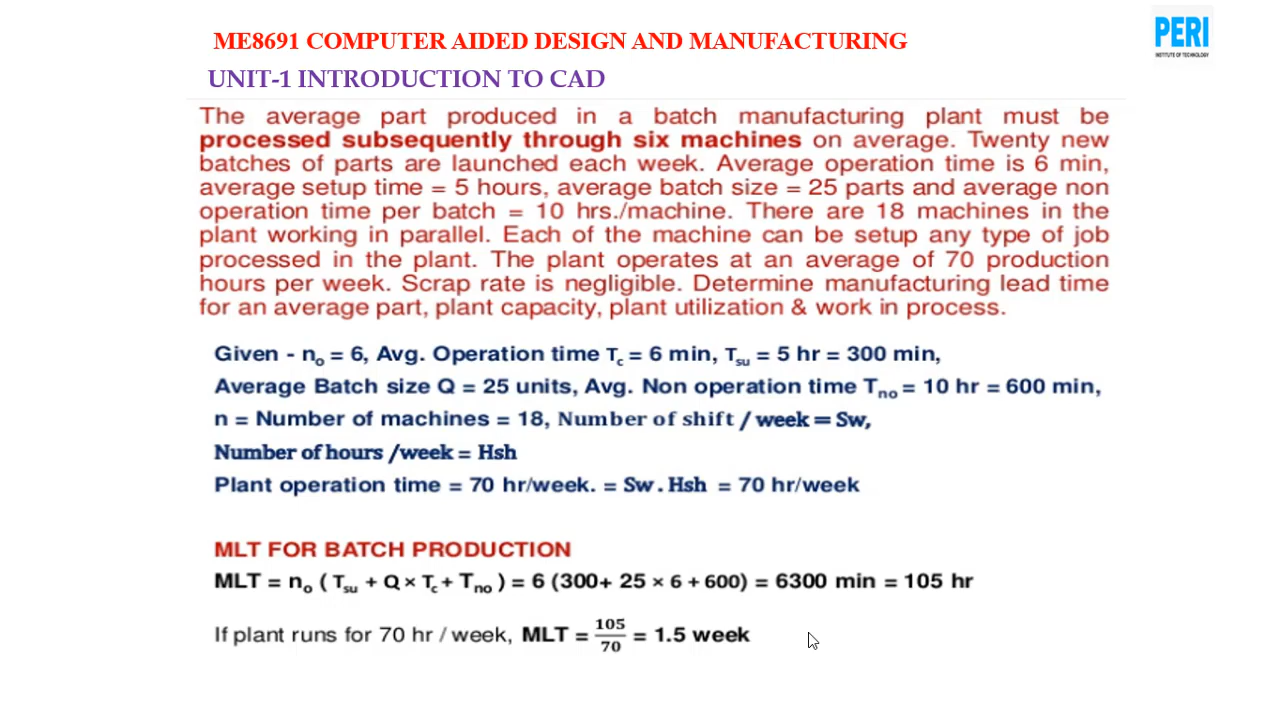 ME8691 COMPUTER AIDED DESIGN AND MANUFACTURING
PERI
INSTITUTE OF TECHNOLOGY
UNIT-1 INTRODUCTION TO CAD
The average part produced in a batch manufacturing plant must be
processed subsequently through six machines on average. Twenty new
batches of parts are launched each week. Average operation time is 6 min,
average setup time = 5 hours, average batch size = 25 parts and average non
operation time per batch = 10 hrs./machine. There are 18 machines in the
plant working in parallel. Each of the machine can be setup any type of job
processed in the plant. The plant operates at an average of 70 production
hours per week. Scrap rate is negligible. Determine manufacturing lead time
for an average part, plant capacity, plant utilization & work in process.
Given - nₒ = 6, Avg. Operation time T_c = 6 min, T_su = 5 hr = 300 min,
Average Batch size Q = 25 units, Avg. Non operation time T_no = 10 hr = 600 min,
n = Number of machines = 18, Number of shift / week = Sw,
Number of hours /week = Hsh
Plant operation time = 70 hr/week. = Sw . Hsh = 70 hr/week
MLT FOR BATCH PRODUCTION
MLT = nₒ ( T_su + Q × T_c + T_no ) = 6 (300+ 25 × 6 + 600) = 6300 min = 105 hr
If plant runs for 70 hr / week, MLT = 105/70 = 1.5 week